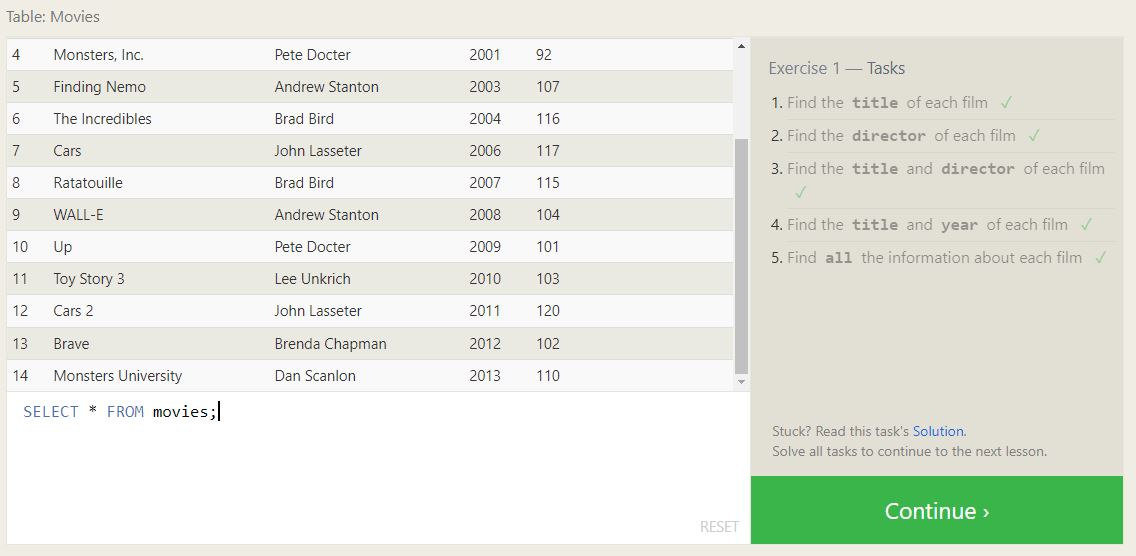 Table: Movies
4 Monsters, Inc. Pete Docter 2001 92
5 Finding Nemo Andrew Stanton 2003 107
6 The Incredibles Brad Bird 2004 116
7 Cars John Lasseter 2006 117
8 Ratatouille Brad Bird 2007 115
9 WALL-E Andrew Stanton 2008 104
10 Up Pete Docter 2009 101
11 Toy Story 3 Lee Unkrich 2010 103
12 Cars 2 John Lasseter 2011 120
13 Brave Brenda Chapman 2012 102
14 Monsters University Dan Scanlon 2013 110
SELECT * FROM movies;
RESET
Exercise 1 — Tasks
1. Find the title of each film ✓
2. Find the director of each film ✓
3. Find the title and director of each film
✓
4. Find the title and year of each film ✓
5. Find all the information about each film ✓
Stuck? Read this task's Solution.
Solve all tasks to continue to the next lesson.
Continue ›